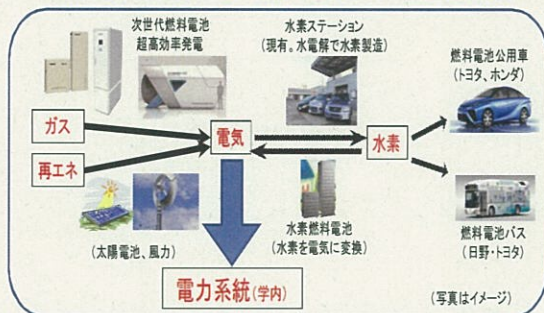 次世代燃料電池
超高効率発電
水素ステーション
(現有。水電解で水素製造)
燃料電池公用車
(トヨタ、ホンダ)
ガス
電気
水素
再エネ
(太陽電池、風力)
水素燃料電池
(水素を電気に変換)
燃料電池バス
(日野・トヨタ)
電力系統(学内)
(写真はイメージ)